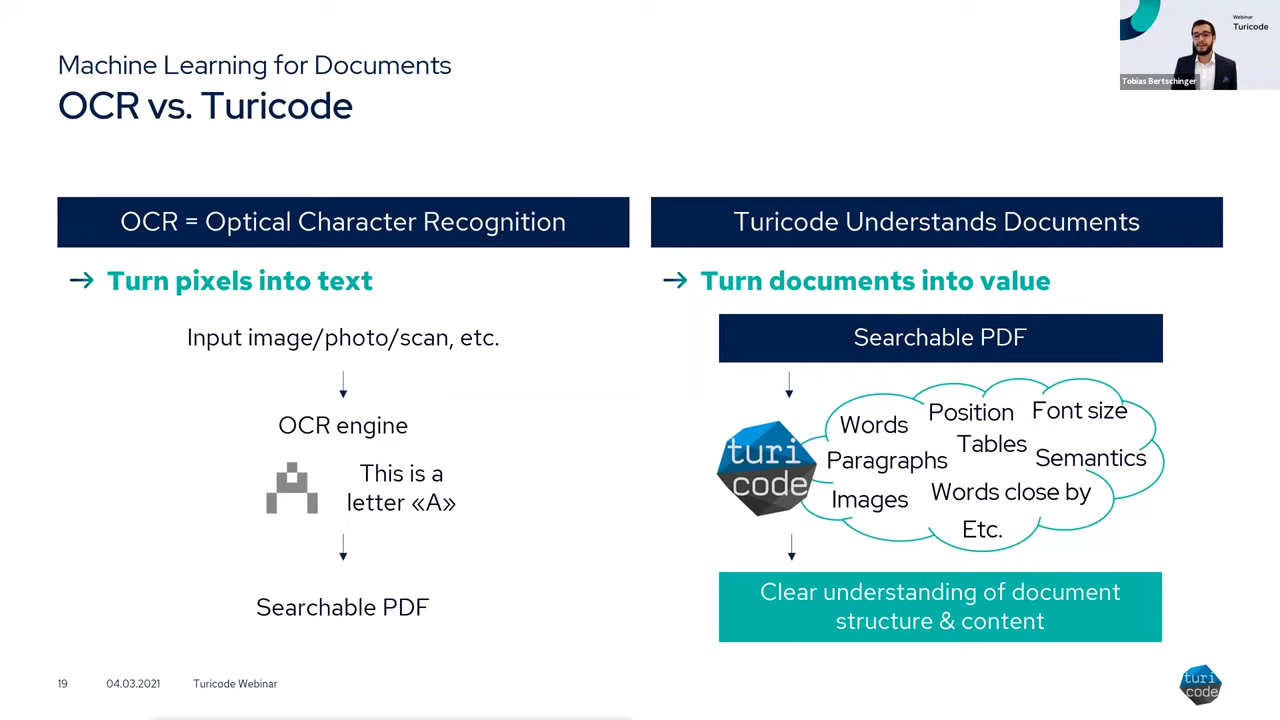 Machine Learning for Documents
OCR vs. Turicode
Webinar
Turicode
Tobias Bertschinger
OCR = Optical Character Recognition
→ Turn pixels into text
Input image/photo/scan, etc.
OCR engine
This is a
letter «A»
Searchable PDF
Turicode Understands Documents
→ Turn documents into value
Searchable PDF
turi
code
Words
Position
Font size
Tables
Paragraphs
Semantics
Images
Words close by
Etc.
Clear understanding of document
structure & content
19 04.03.2021 Turicode Webinar
turi
code